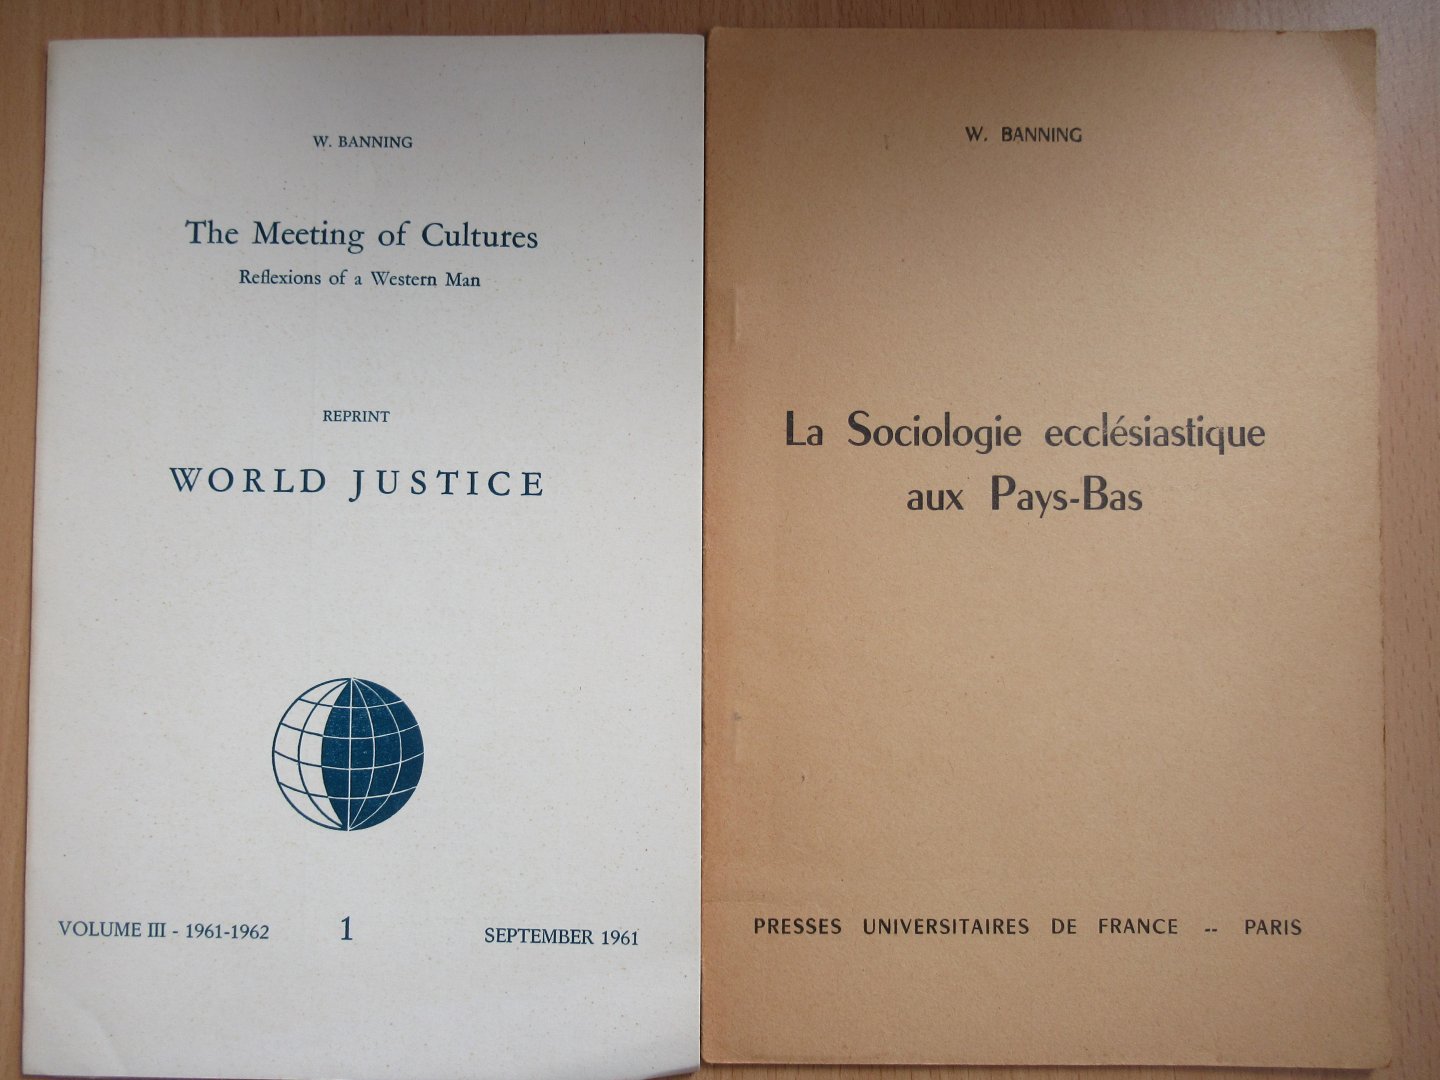 W. BANNING
The Meeting of Cultures
Reflexions of a Western Man
REPRINT
WORLD JUSTICE
VOLUME III - 1961-1962
1
SEPTEMBER 1961
W. BANNING
La Sociologie ecclésiastique
aux Pays-Bas
PRESSES UNIVERSITAIRES DE FRANCE -- PARIS